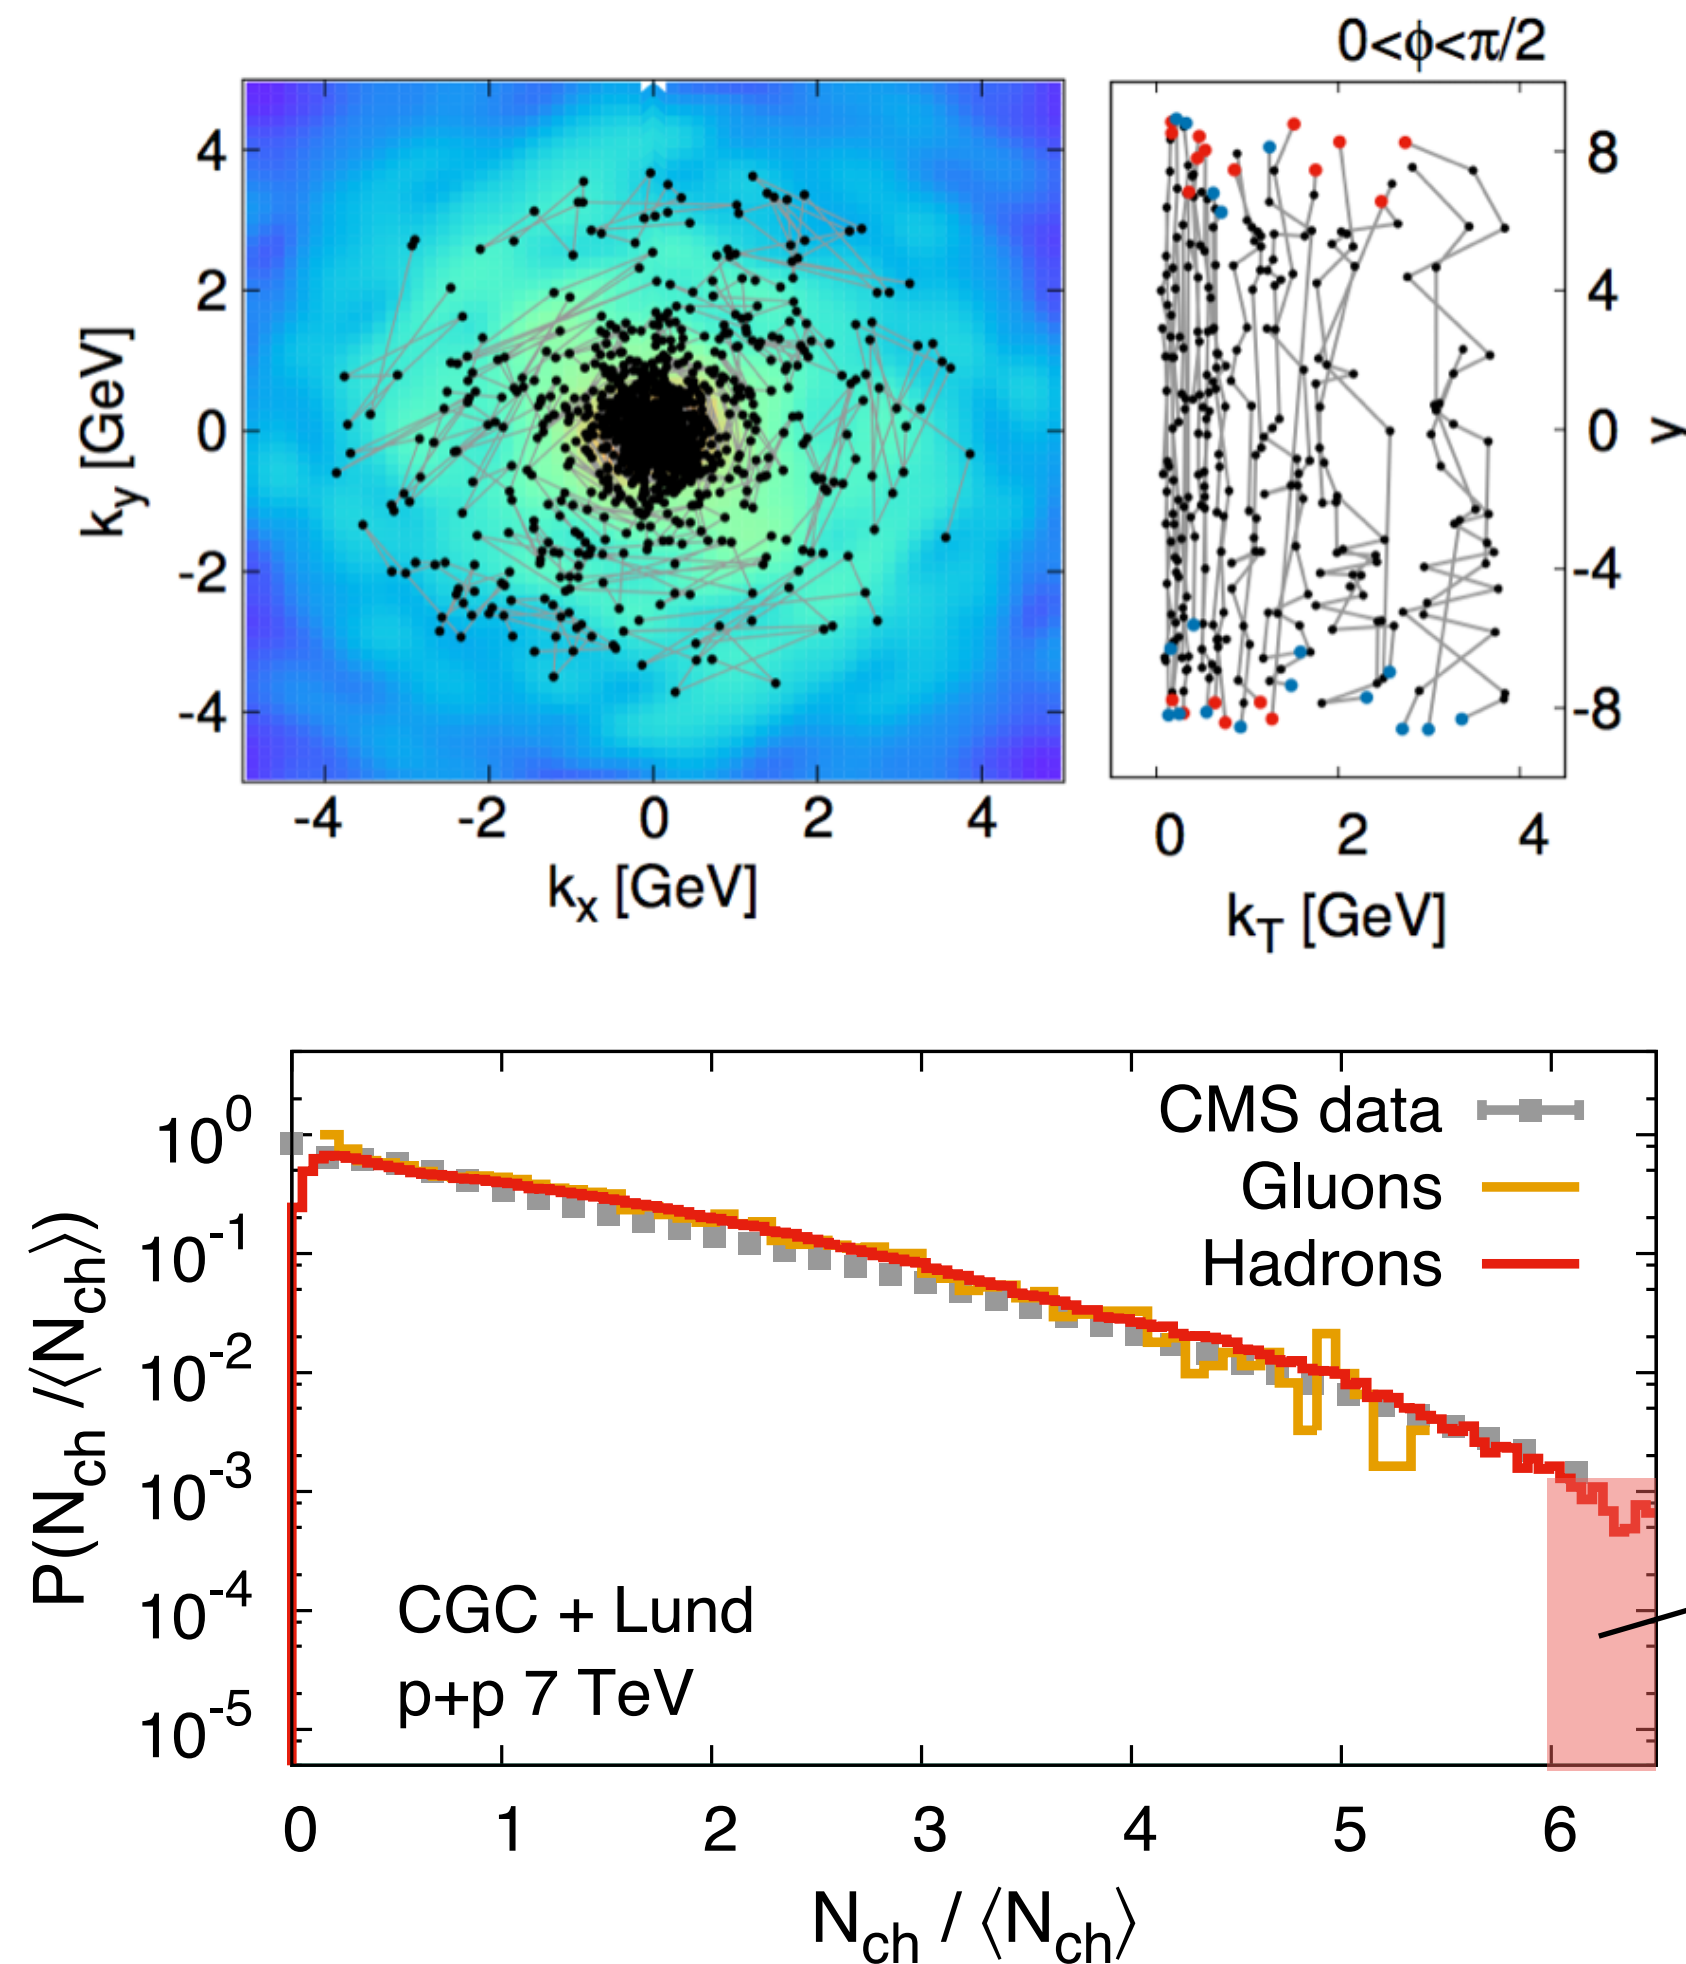 0<ϕ<π/2
4
2
0
-2
-4
k_y [GeV]
-4 -2 0 2 4
k_x [GeV]
8
4
0
-4
-8
y
0 2 4
k_T [GeV]
CMS data
Gluons
Hadrons
10^0
10^-1
10^-2
10^-3
10^-4
10^-5
P(N_ch /⟨N_ch⟩)
CGC + Lund
p+p 7 TeV
0 1 2 3 4 5 6
N_ch / ⟨N_ch⟩